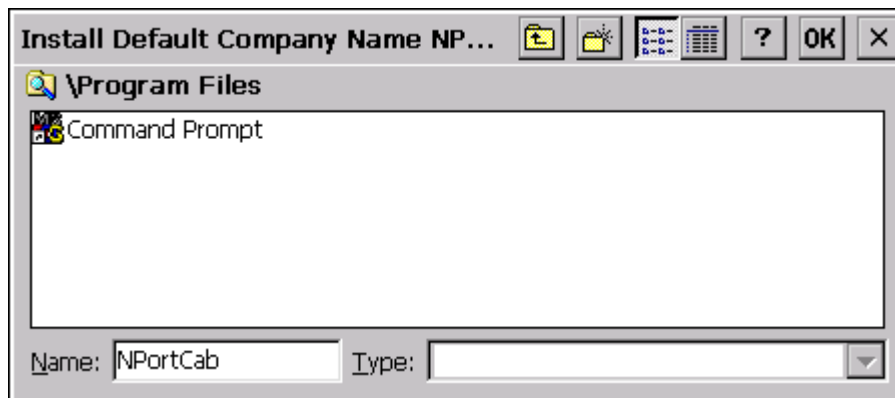 Install Default Company Name NP... ? OK ×
\Program Files
Command Prompt
Name: NPortCab Type: